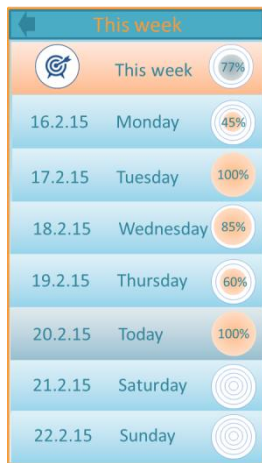 This week
This week 77%
16.2.15 Monday 45%
17.2.15 Tuesday 100%
18.2.15 Wednesday 85%
19.2.15 Thursday 60%
20.2.15 Today 100%
21.2.15 Saturday
22.2.15 Sunday